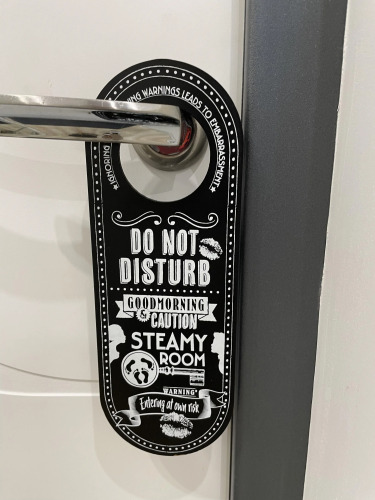 ★IGNORING WARNINGS LEADS TO EMBARRASSMENT★
DO NOT
DISTURB
GOODMORNING
& CAUTION
STEAMY
ROOM
WARNING!
Entering at own risk